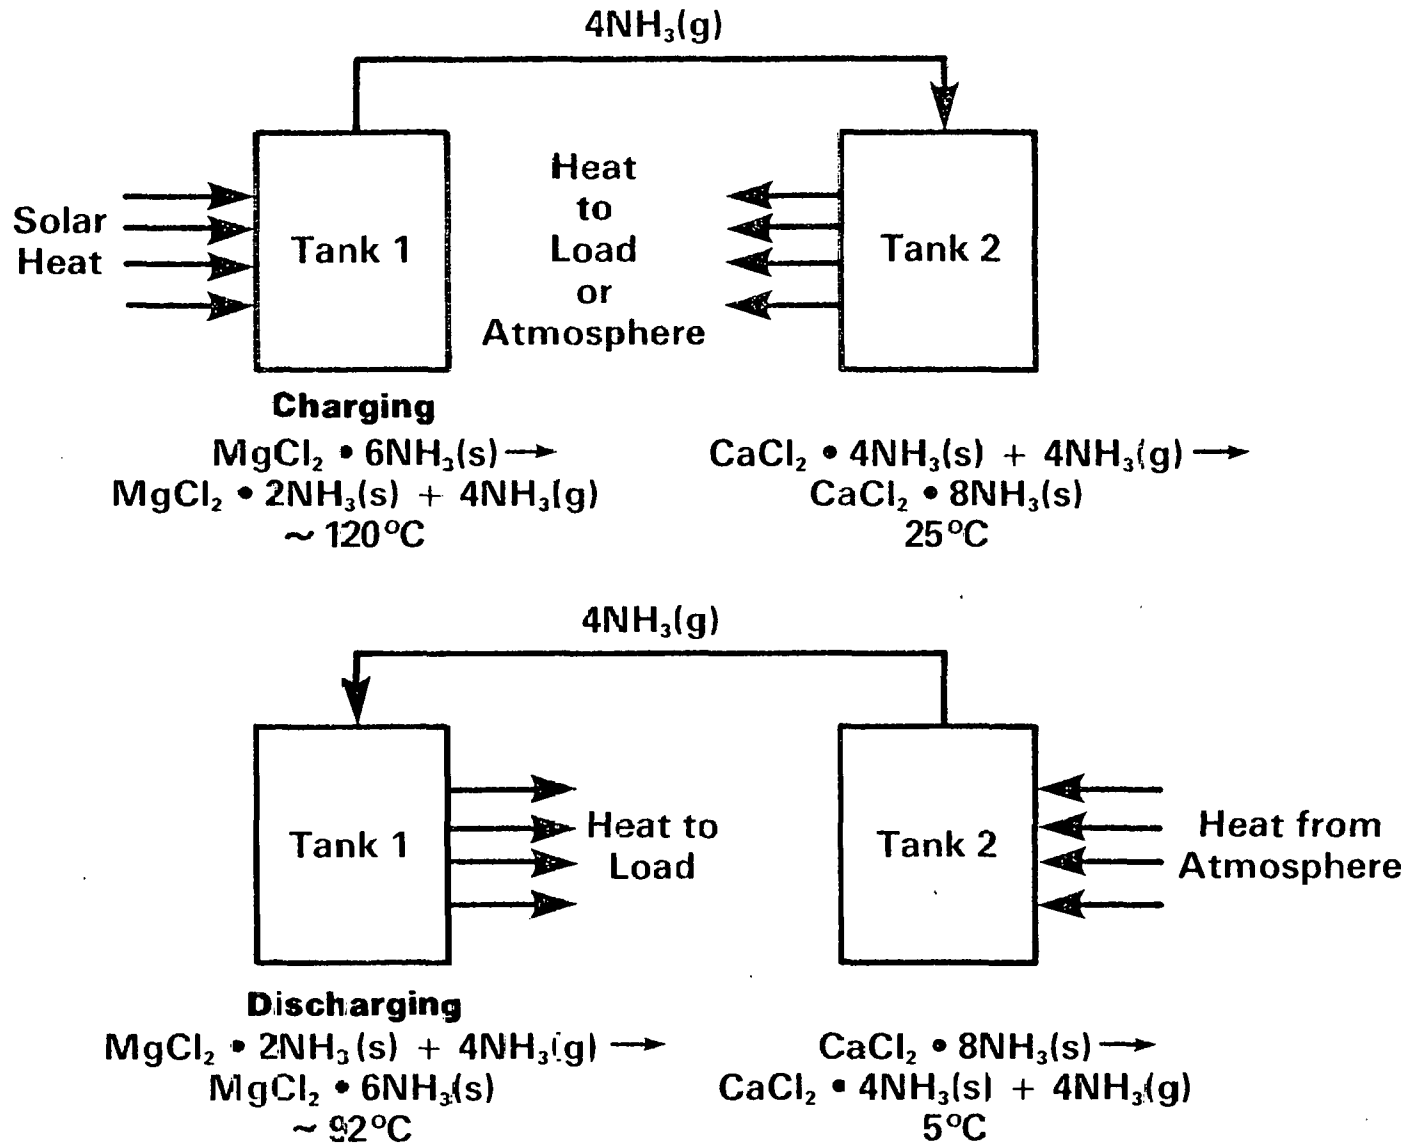 4NH₃(g)
Solar
Heat
Tank 1
Heat
to
Load
or
Atmosphere
Tank 2
Charging
MgCl₂ • 6NH₃(s) →
MgCl₂ • 2NH₃(s) + 4NH₃(g)
~ 120°C
CaCl₂ • 4NH₃(s) + 4NH₃(g) →
CaCl₂ • 8NH₃(s)
25°C
4NH₃(g)
Tank 1
Heat to
Load
Tank 2
Heat from
Atmosphere
Discharging
MgCl₂ • 2NH₃(s) + 4NH₃(g) →
MgCl₂ • 6NH₃(s)
~ 92°C
CaCl₂ • 8NH₃(s) →
CaCl₂ • 4NH₃(s) + 4NH₃(g)
5°C